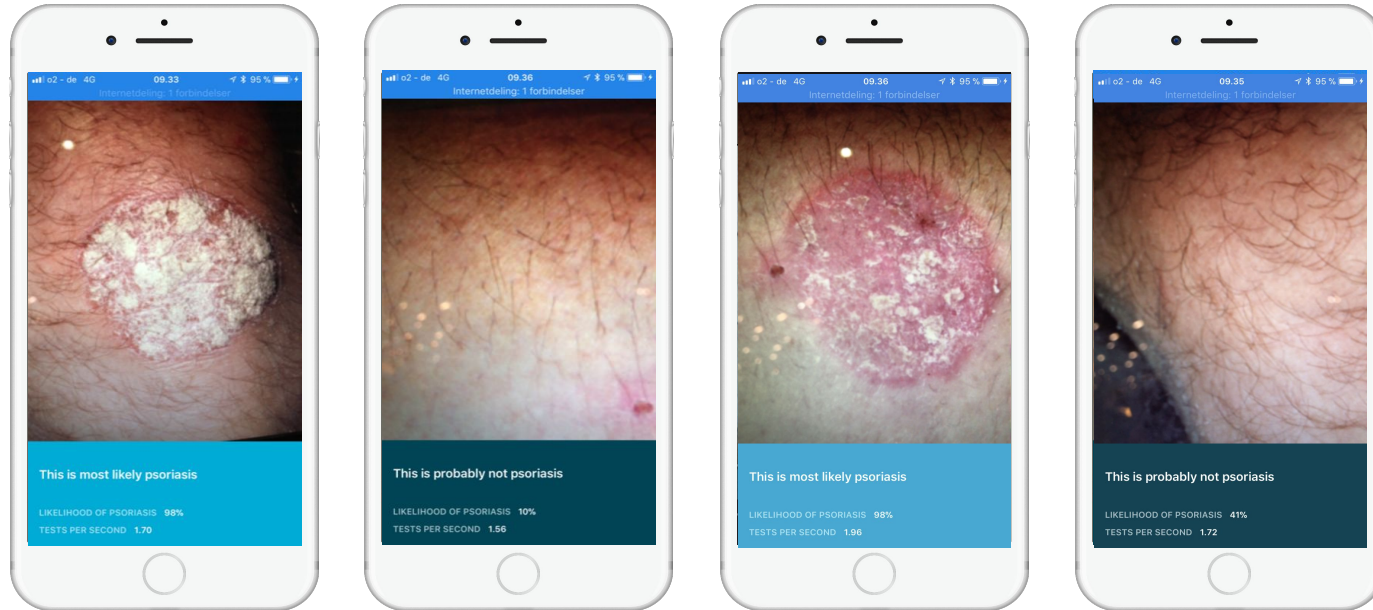 o2 - de 4G 09.33 95 %
Internetdeling: 1 forbindelser
This is most likely psoriasis
LIKELIHOOD OF PSORIASIS 98%
TESTS PER SECOND 1.70
o2 - de 4G 09.36 95 %
Internetdeling: 1 forbindelser
This is probably not psoriasis
LIKELIHOOD OF PSORIASIS 10%
TESTS PER SECOND 1.56
o2 - de 4G 09.36 95 %
Internetdeling: 1 forbindelser
This is most likely psoriasis
LIKELIHOOD OF PSORIASIS 98%
TESTS PER SECOND 1.96
o2 - de 4G 09.35 95 %
Internetdeling: 1 forbindelser
This is probably not psoriasis
LIKELIHOOD OF PSORIASIS 41%
TESTS PER SECOND 1.72